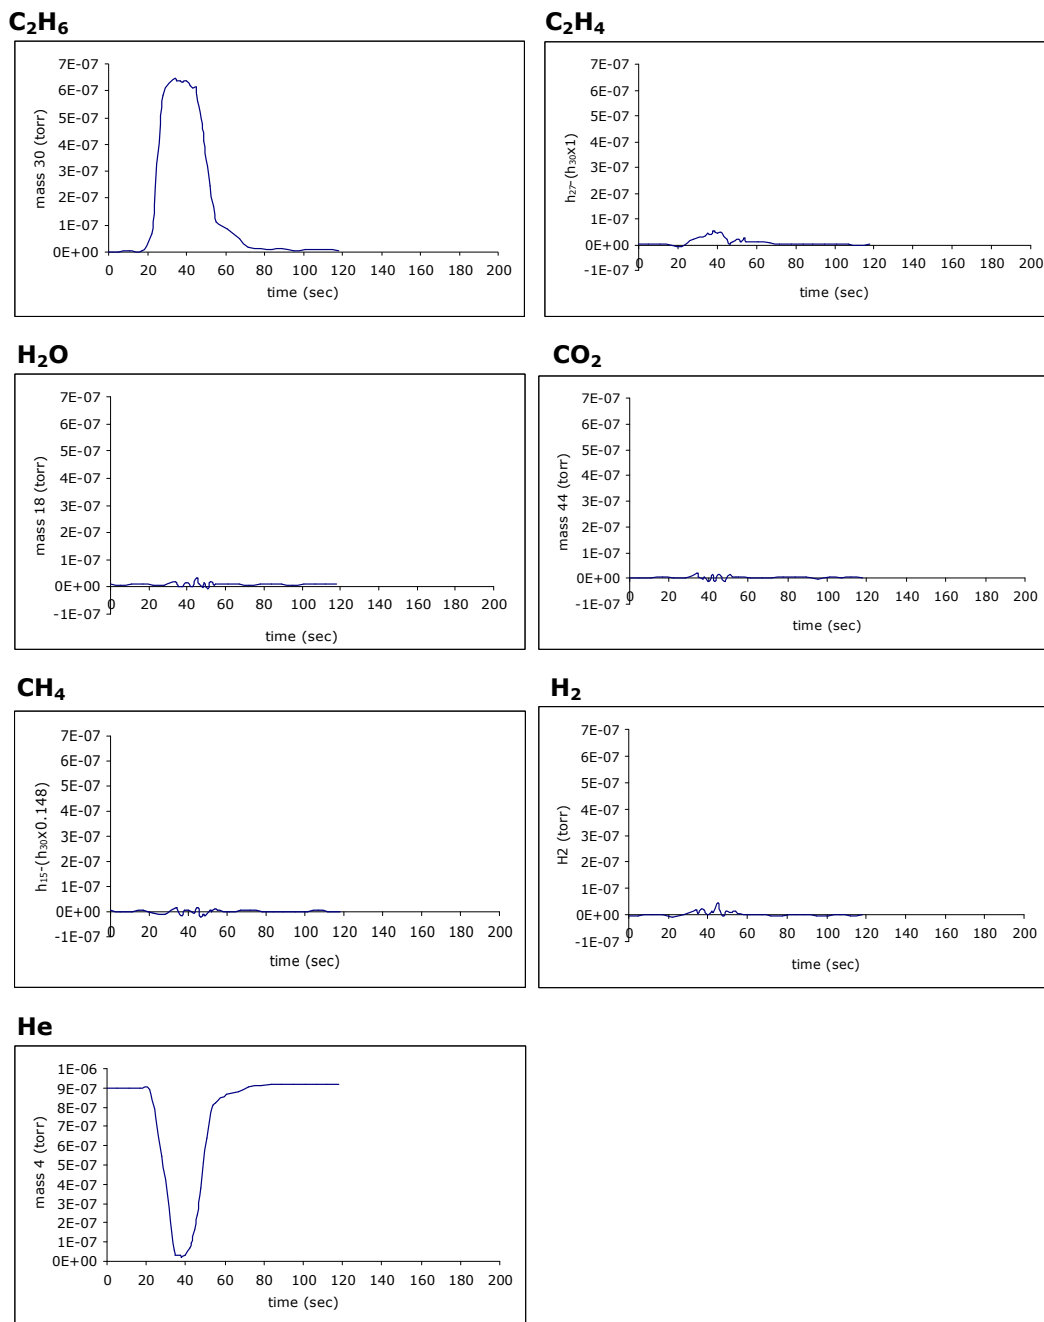 C₂H₆
C₂H₄
7E-07
6E-07
5E-07
4E-07
3E-07
2E-07
1E-07
0E+00
mass 30 (torr)
0 20 40 60 80 100 120 140 160 180 200
time (sec)
7E-07
6E-07
5E-07
4E-07
3E-07
2E-07
1E-07
0E+00
-1E-07
h₂₇-(h₃₀x1)
0 20 40 60 80 100 120 140 160 180 200
time (sec)
H₂O
CO₂
7E-07
6E-07
5E-07
4E-07
3E-07
2E-07
1E-07
0E+00
-1E-07
mass 18 (torr)
0 20 40 60 80 100 120 140 160 180 200
time (sec)
7E-07
6E-07
5E-07
4E-07
3E-07
2E-07
1E-07
0E+00
-1E-07
mass 44 (torr)
0 20 40 60 80 100 120 140 160 180 200
time (sec)
CH₄
H₂
7E-07
6E-07
5E-07
4E-07
3E-07
2E-07
1E-07
0E+00
-1E-07
h₁₅-(h₃₀x0.148)
0 20 40 60 80 100 120 140 160 180 200
time (sec)
7E-07
6E-07
5E-07
4E-07
3E-07
2E-07
1E-07
0E+00
-1E-07
H2 (torr)
0 20 40 60 80 100 120 140 160 180 200
time (sec)
He
1E-06
9E-07
8E-07
7E-07
6E-07
5E-07
4E-07
3E-07
2E-07
1E-07
0E+00
mass 4 (torr)
0 20 40 60 80 100 120 140 160 180 200
time (sec)